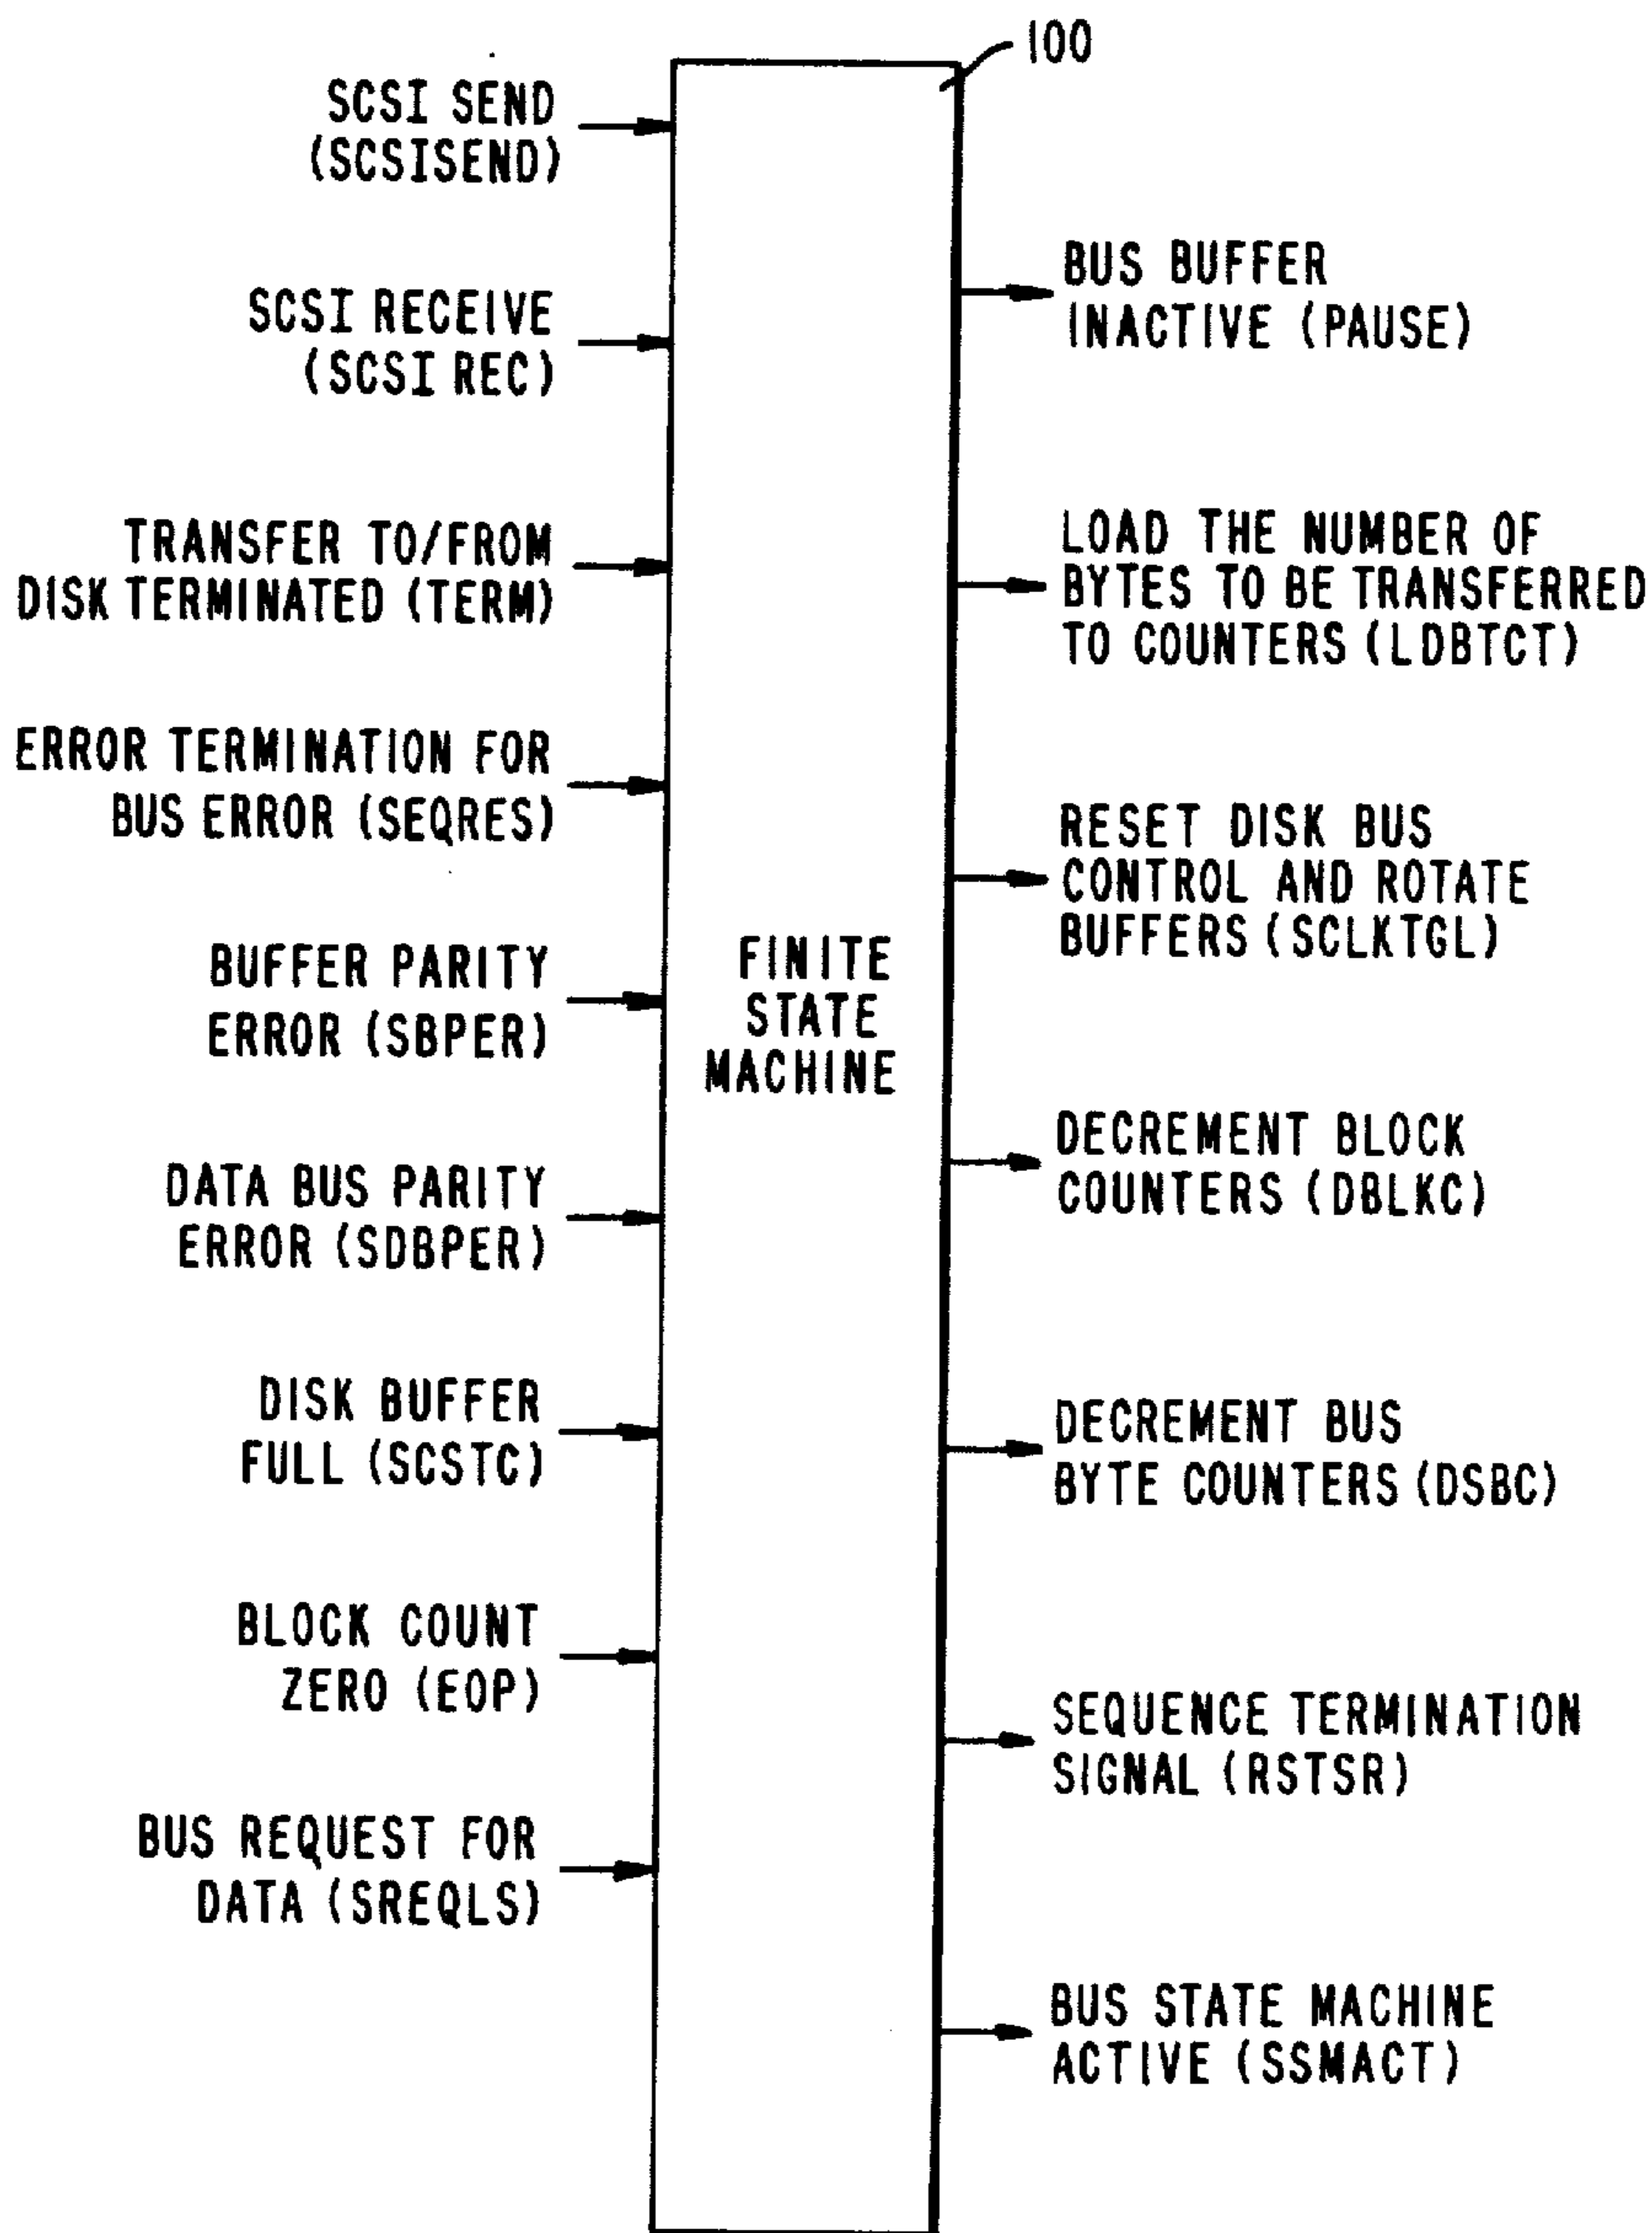 100
SCSI SEND
(SCSISEND)
SCSI RECEIVE
(SCSI REC)
TRANSFER TO/FROM
DISK TERMINATED (TERM)
ERROR TERMINATION FOR
BUS ERROR (SEQRES)
BUFFER PARITY
ERROR (SBPER)
DATA BUS PARITY
ERROR (SDBPER)
DISK BUFFER
FULL (SCSTC)
BLOCK COUNT
ZERO (EOP)
BUS REQUEST FOR
DATA (SREQLS)
FINITE
STATE
MACHINE
BUS BUFFER
INACTIVE (PAUSE)
LOAD THE NUMBER OF
BYTES TO BE TRANSFERRED
TO COUNTERS (LDBTCT)
RESET DISK BUS
CONTROL AND ROTATE
BUFFERS (SCLKTGL)
DECREMENT BLOCK
COUNTERS (DBLKC)
DECREMENT BUS
BYTE COUNTERS (DSBC)
SEQUENCE TERMINATION
SIGNAL (RSTSR)
BUS STATE MACHINE
ACTIVE (SSMACT)